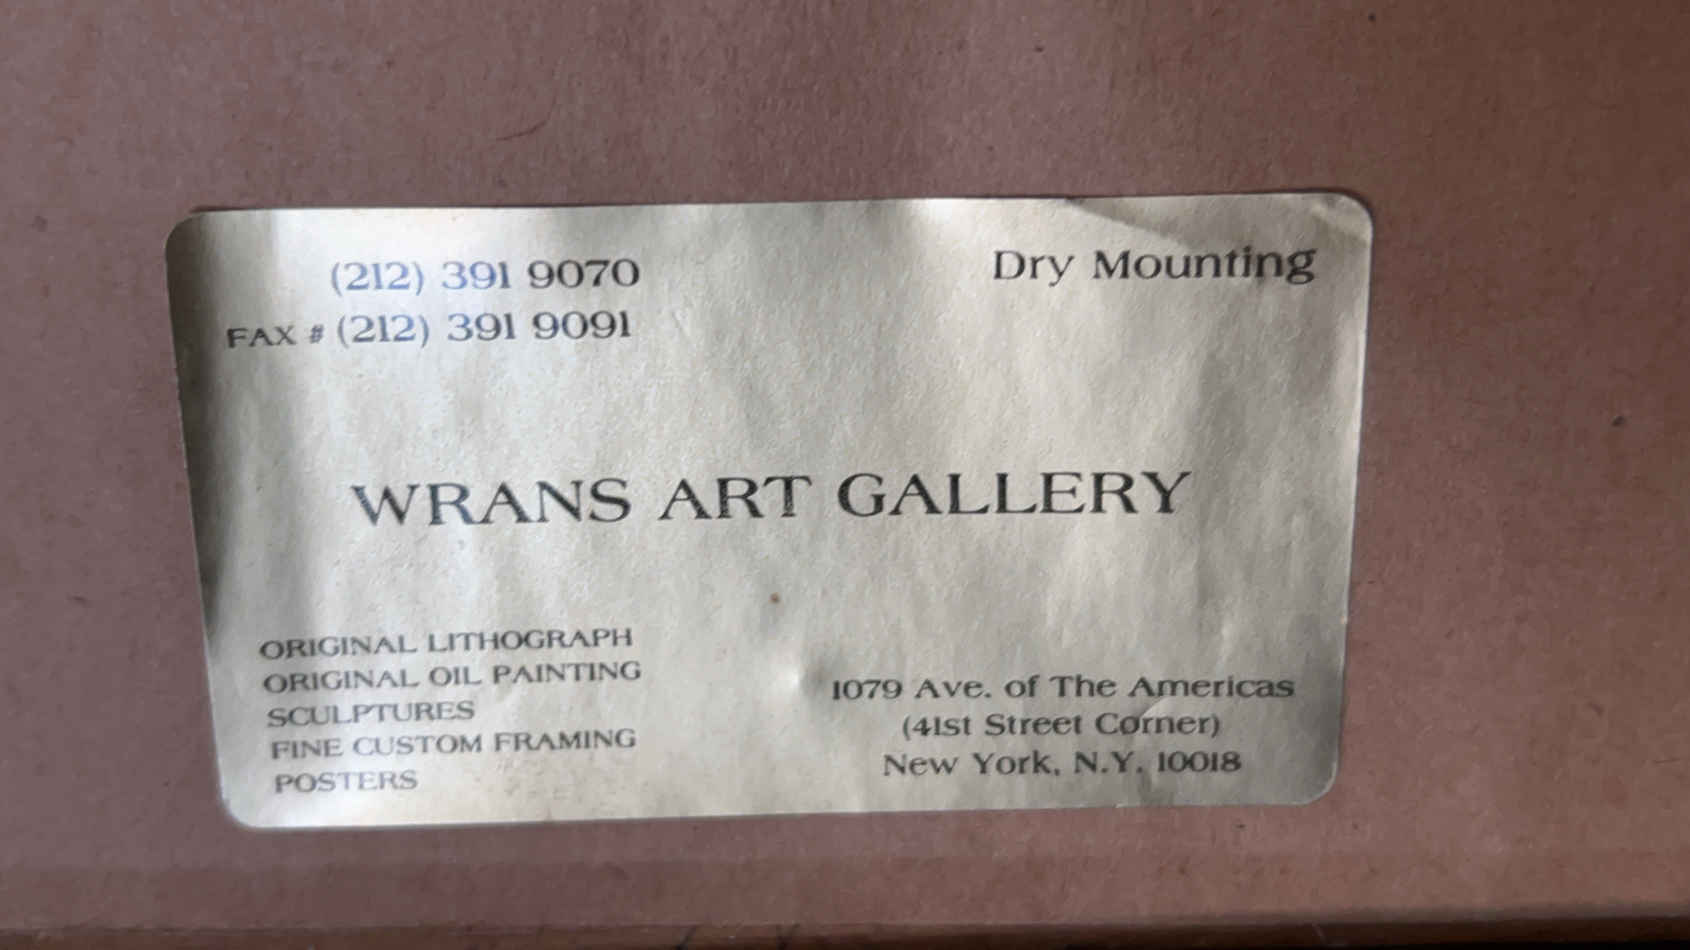 (212) 391 9070
FAX # (212) 391 9091
Dry Mounting
WRANS ART GALLERY
ORIGINAL LITHOGRAPH
ORIGINAL OIL PAINTING
SCULPTURES
FINE CUSTOM FRAMING
POSTERS
1079 Ave. of The Americas
(41st Street Corner)
New York, N.Y. 10018